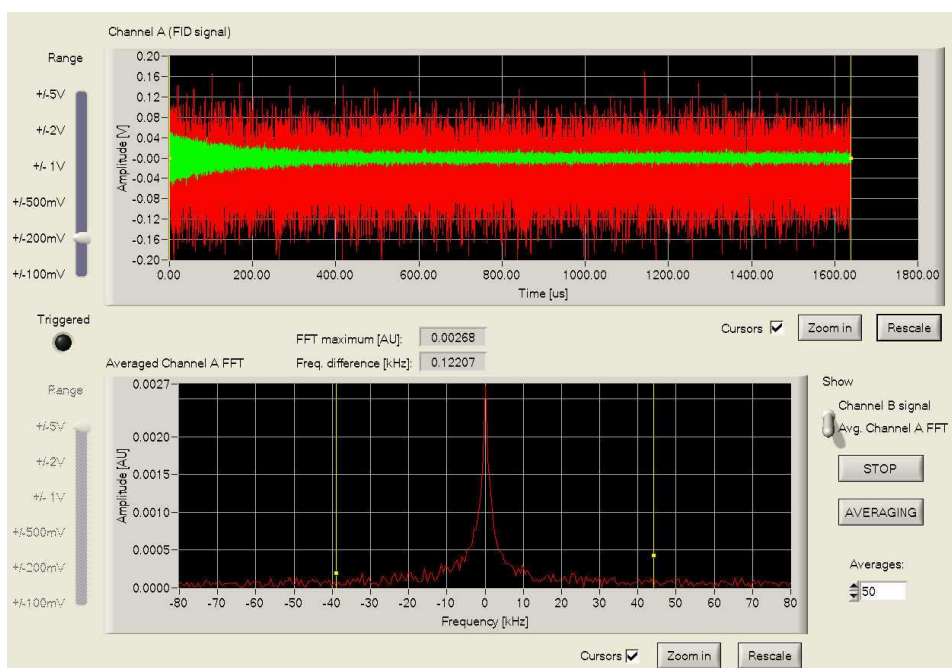 Channel A (FID signal)
Range
+/-5V
+/-2V
+/- 1V
+/-500mV
+/-200mV
+/-100mV
Amplitude [V]
0.20
0.16
0.12
0.08
0.04
-0.00
-0.04
-0.08
-0.12
-0.16
-0.20
0.00 200.00 400.00 600.00 800.00 1000.00 1200.00 1400.00 1600.00 1800.00
Time [us]
Triggered
Cursors Zoom in Rescale
FFT maximum [AU]: 0.00268
Freq. difference [kHz]: 0.12207
Averaged Channel A FFT
Range
+/-5V
+/-2V
+/- 1V
+/-500mV
+/-200mV
+/-100mV
Amplitude [AU]
0.0027
0.0020
0.0015
0.0010
0.0005
0.0000
-80 -70 -60 -50 -40 -30 -20 -10 0 10 20 30 40 50 60 70 80
Frequency [kHz]
Show
Channel B signal
Avg. Channel A FFT
STOP
AVERAGING
Averages:
50
Cursors Zoom in Rescale